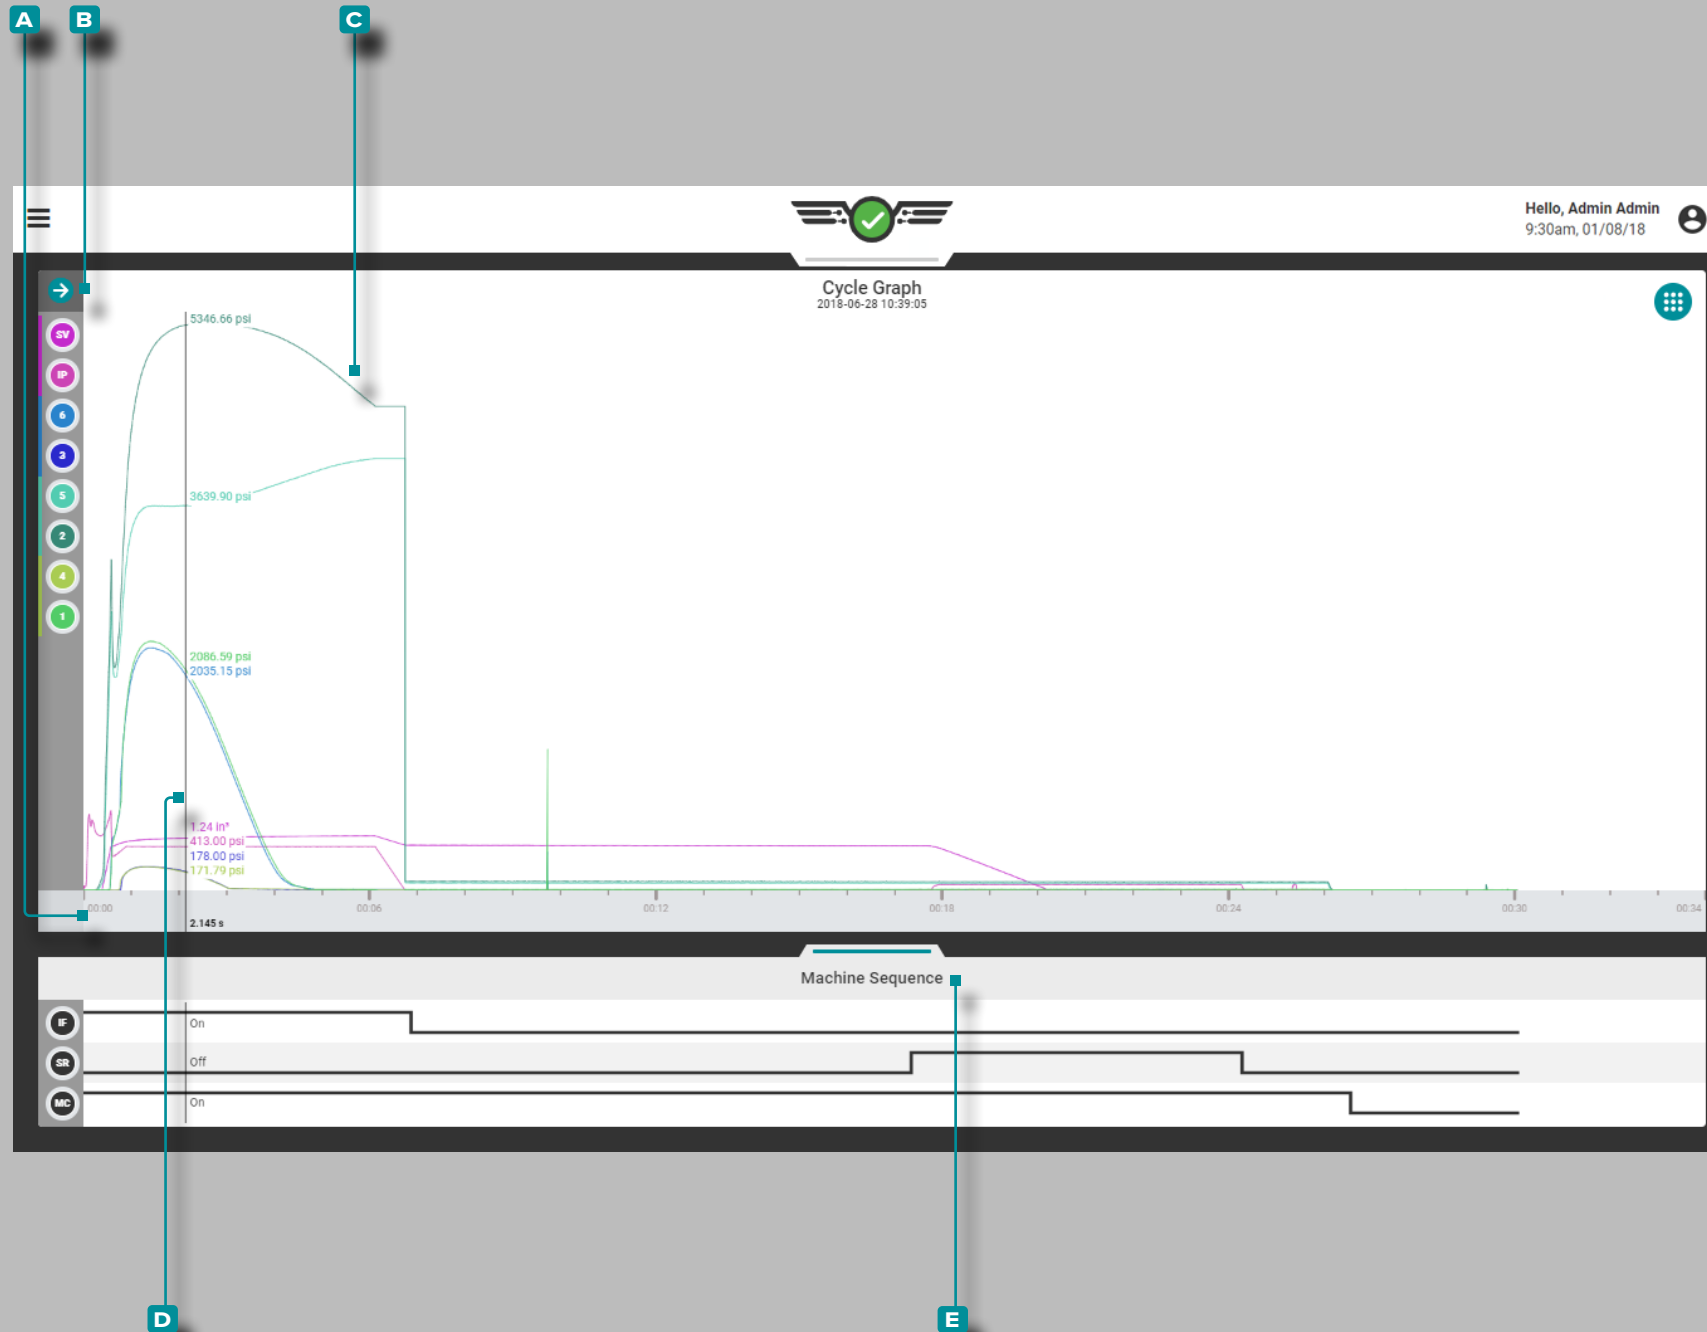 A
B
C
Hello, Admin Admin
9:30am, 01/08/18
Cycle Graph
2018-06-28 10:39:05
SV
IP
6
3
5
2
4
1
5346.66 psi
3639.90 psi
2086.59 psi
2035.15 psi
1.24 in³
413.00 psi
178.00 psi
171.79 psi
00:00
00:06
00:12
00:18
00:24
00:30
00:34
2.145 s
Machine Sequence
IF
On
SR
Off
MC
On
D
E